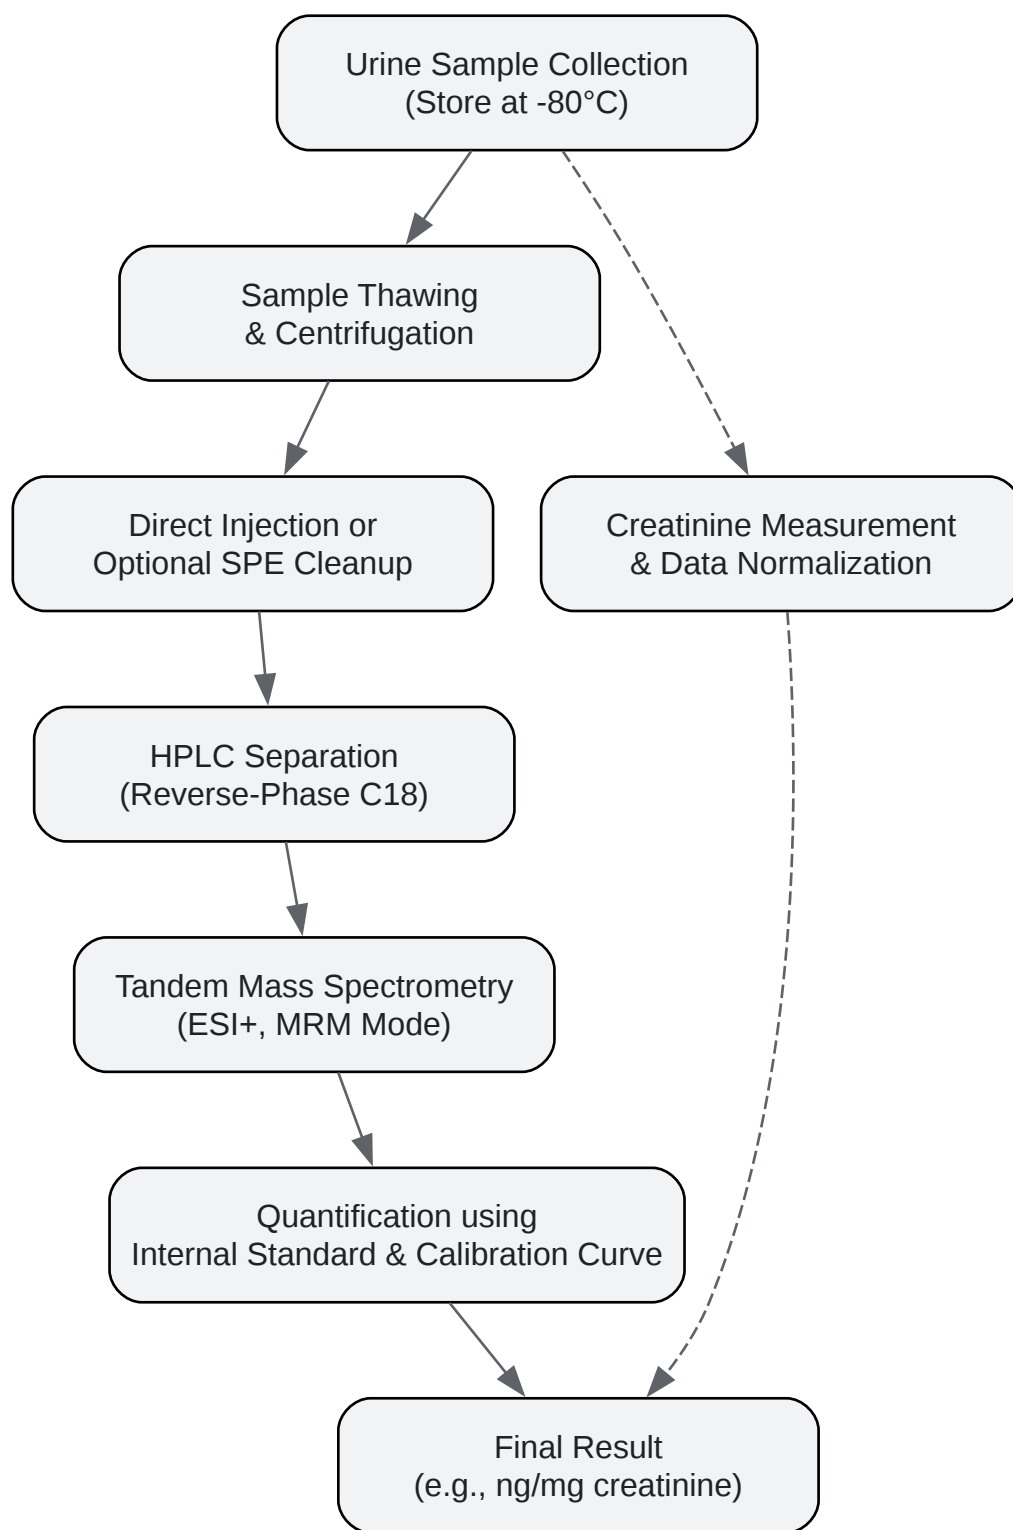 Urine Sample Collection
(Store at -80°C)
Sample Thawing
& Centrifugation
Direct Injection or
Optional SPE Cleanup
Creatinine Measurement
& Data Normalization
HPLC Separation
(Reverse-Phase C18)
Tandem Mass Spectrometry
(ESI+, MRM Mode)
Quantification using
Internal Standard & Calibration Curve
Final Result
(e.g., ng/mg creatinine)